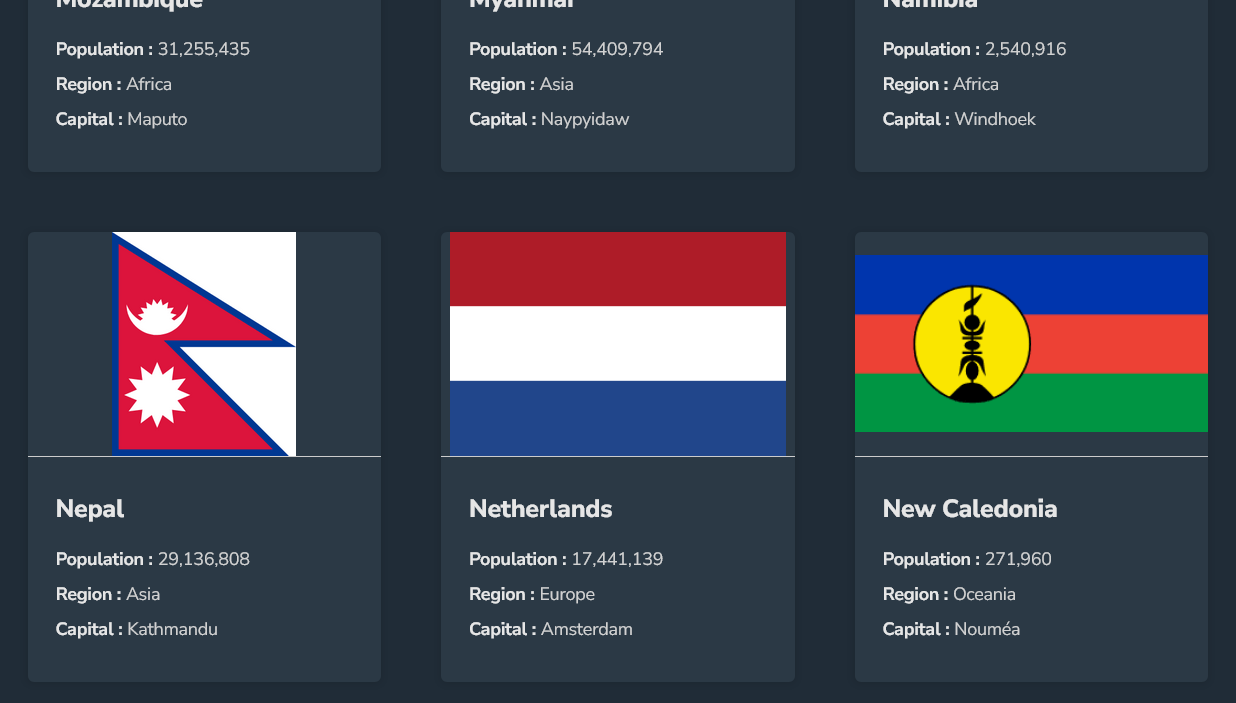 Mozambique
Myanmar
Namibia
Population : 31,255,435
Population : 54,409,794
Population : 2,540,916
Region : Africa
Region : Asia
Region : Africa
Capital : Maputo
Capital : Naypyidaw
Capital : Windhoek
Nepal
Netherlands
New Caledonia
Population : 29,136,808
Population : 17,441,139
Population : 271,960
Region : Asia
Region : Europe
Region : Oceania
Capital : Kathmandu
Capital : Amsterdam
Capital : Nouméa